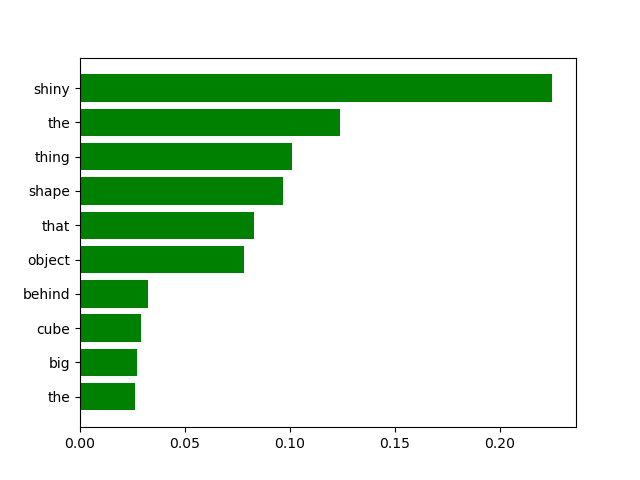 shiny
the
thing
shape
that
object
behind
cube
big
the
0.00 0.05 0.10 0.15 0.20